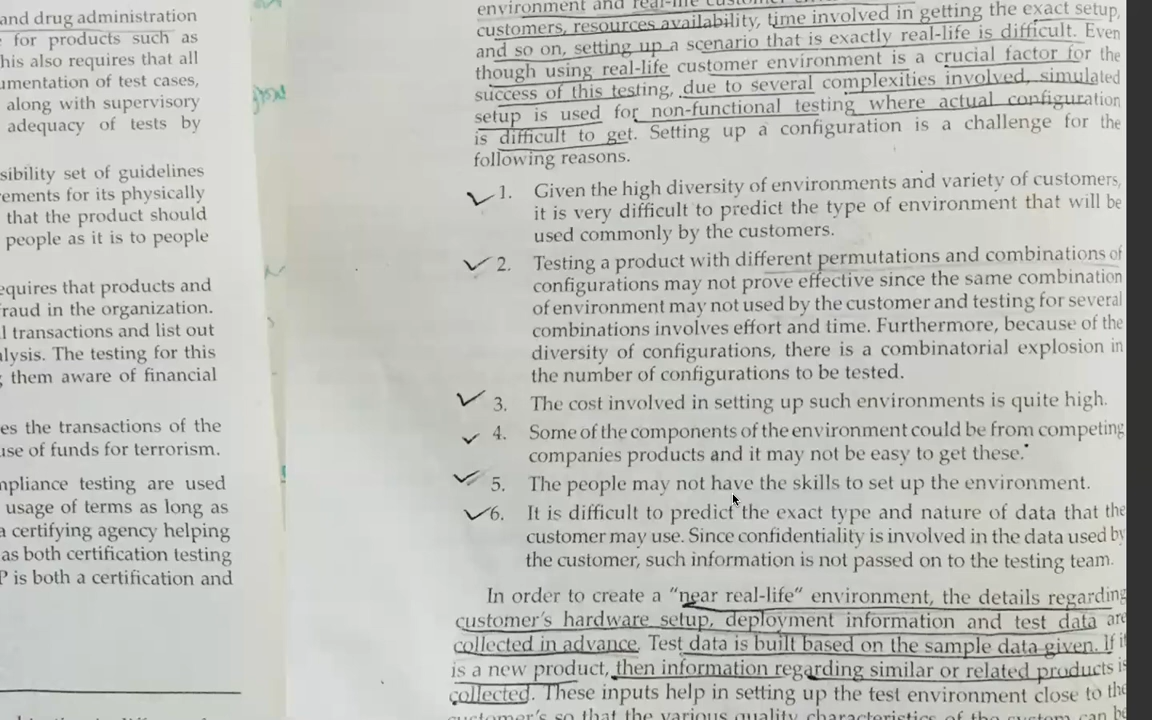 and drug administration
for products such as
his also requires that all
umentation of test cases,
along with supervisory
adequacy of tests by
sibility set of guidelines
rements for its physically
that the product should
people as it is to people
equires that products and
raud in the organization.
l transactions and list out
lysis. The testing for this
them aware of financial
es the transactions of the
use of funds for terrorism.
mpliance testing are used
usage of terms as long as
a certifying agency helping
as both certification testing
P is both a certification and
environment and real-life customer
customers, resources availability, time involved in getting the exact setup,
and so on, setting up a scenario that is exactly real-life is difficult. Even
though using real-life customer environment is a crucial factor for the
success of this testing, due to several complexities involved, simulated
setup is used for non-functional testing where actual configuration
is difficult to get. Setting up a configuration is a challenge for the
following reasons.
1. Given the high diversity of environments and variety of customers,
it is very difficult to predict the type of environment that will be
used commonly by the customers.
2. Testing a product with different permutations and combinations of
configurations may not prove effective since the same combination
of environment may not used by the customer and testing for several
combinations involves effort and time. Furthermore, because of the
diversity of configurations, there is a combinatorial explosion in
the number of configurations to be tested.
3. The cost involved in setting up such environments is quite high.
4. Some of the components of the environment could be from competing
companies products and it may not be easy to get these.
5. The people may not have the skills to set up the environment.
6. It is difficult to predict the exact type and nature of data that the
customer may use. Since confidentiality is involved in the data used by
the customer, such information is not passed on to the testing team.
In order to create a “near real-life” environment, the details regarding
customer's hardware setup, deployment information and test data are
collected in advance. Test data is built based on the sample data given. If it
is a new product, then information regarding similar or related products is
collected. These inputs help in setting up the test environment close to the
customer's so that the various quality characteristics of the system can be